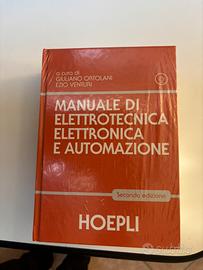 a cura di
GIULIANO ORTOLANI
EZIO VENTURI
MANUALE DI
ELETTROTECNICA
ELETTRONICA
E AUTOMAZIONE
Seconda edizione
HOEPLI